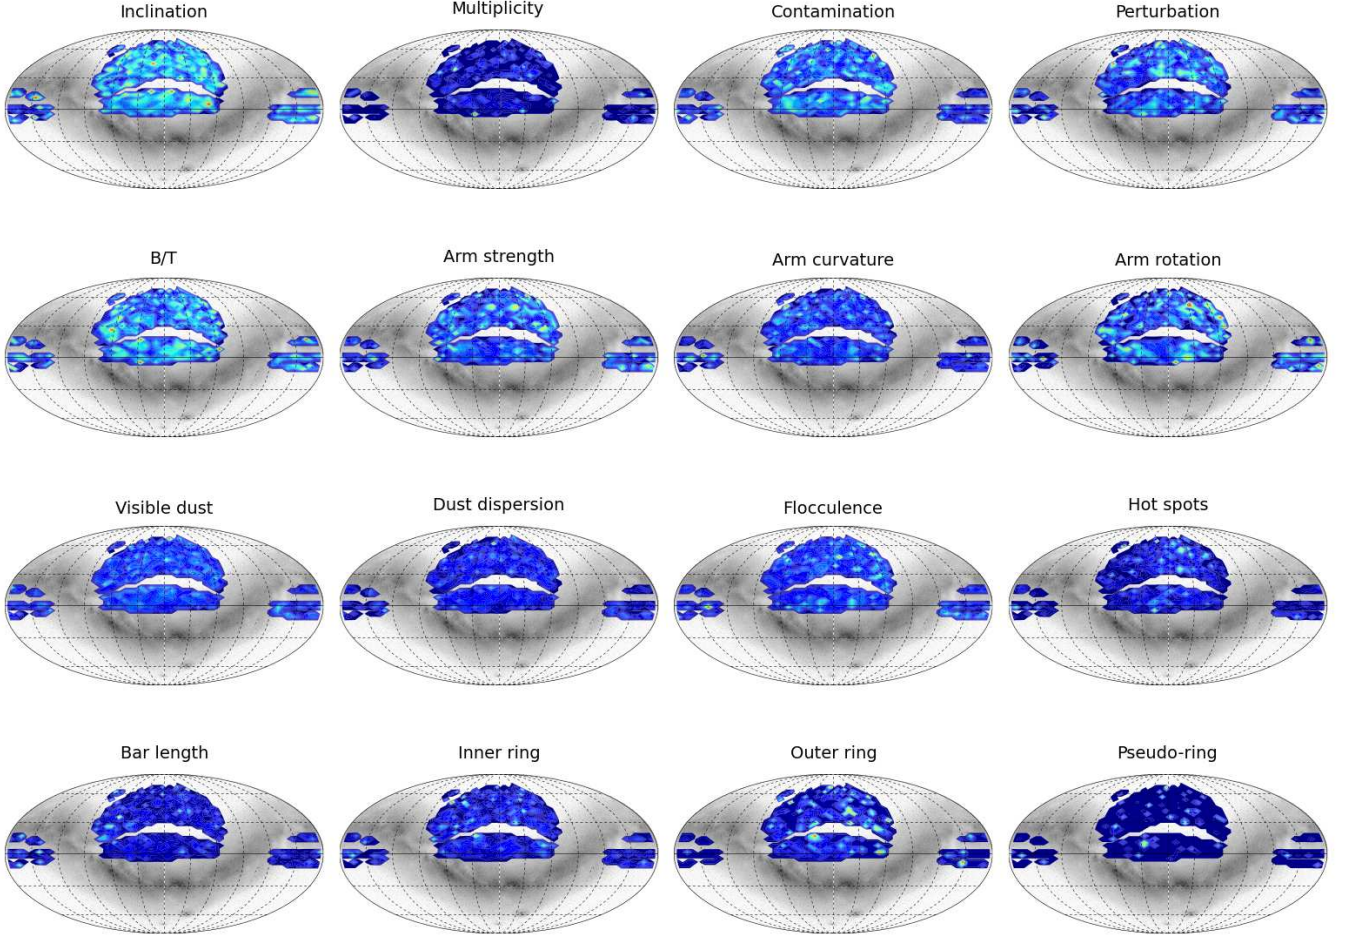 Inclination
Multiplicity
Contamination
Perturbation
B/T
Arm strength
Arm curvature
Arm rotation
Visible dust
Dust dispersion
Flocculence
Hot spots
Bar length
Inner ring
Outer ring
Pseudo-ring